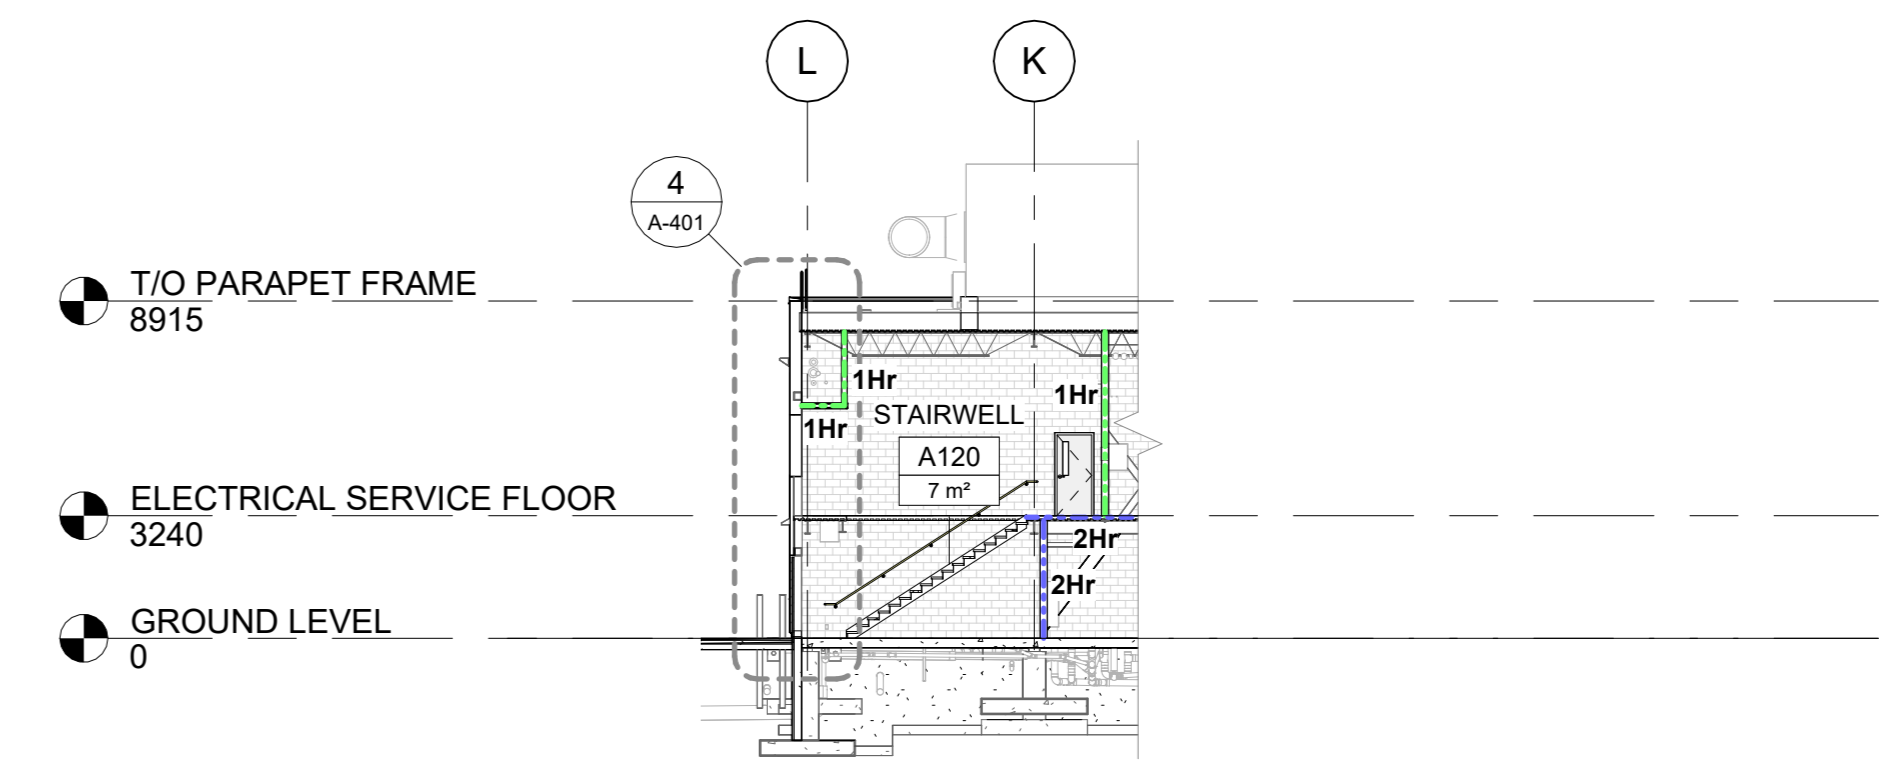 L
K
4
A-401
T/O PARAPET FRAME
8915
1Hr
1Hr
STAIRWELL
1Hr
A120
7 m²
ELECTRICAL SERVICE FLOOR
3240
2Hr
2Hr
GROUND LEVEL
0